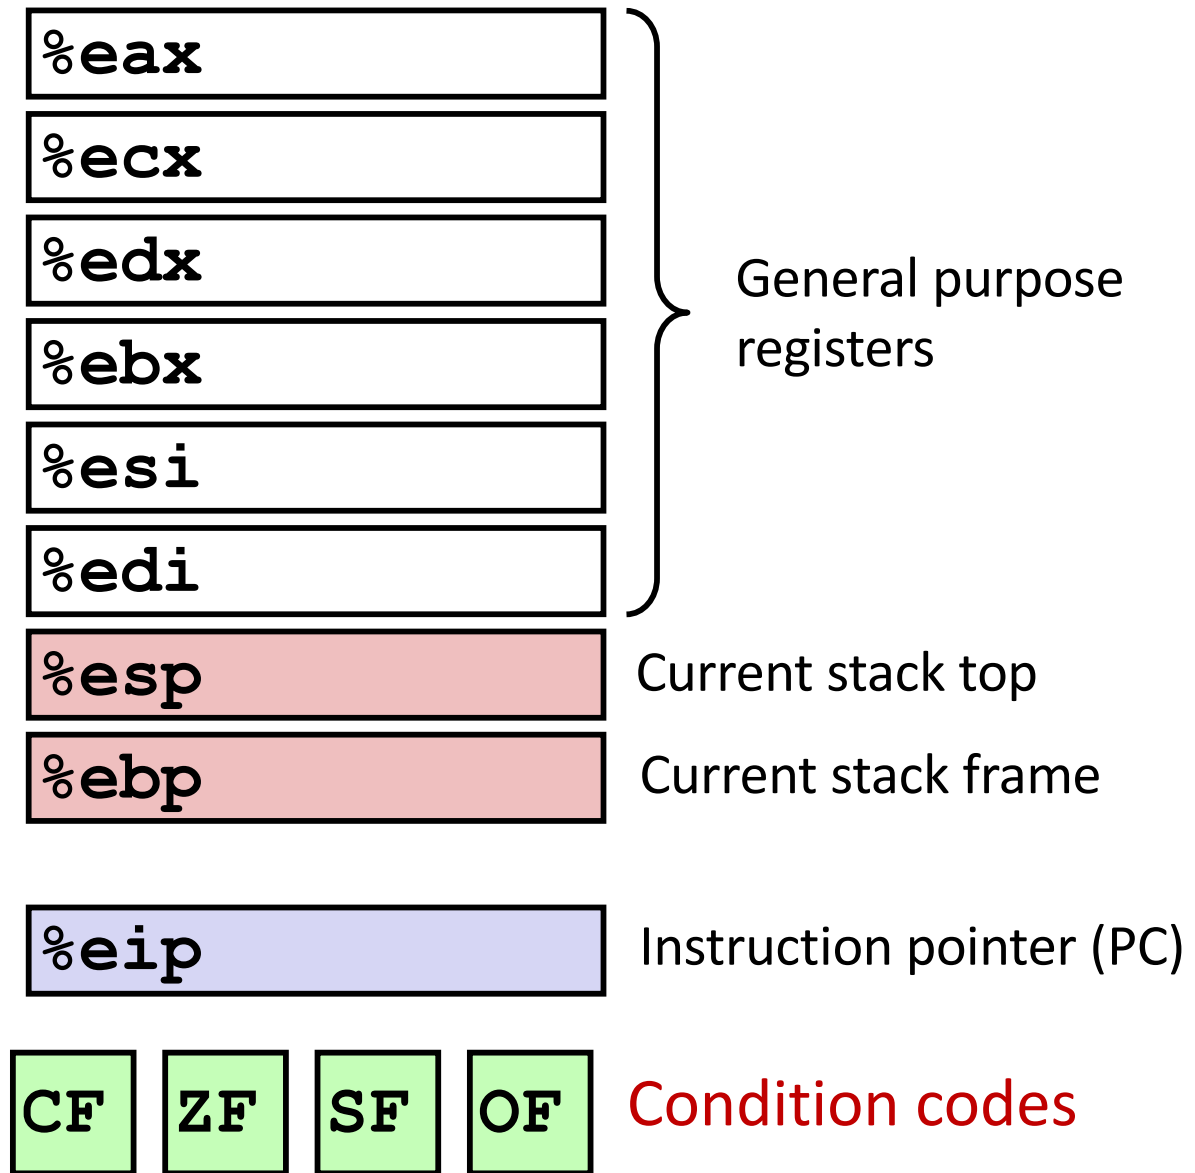 %eax
%ecx
%edx
%ebx
%esi
%edi
General purpose
registers
%esp
Current stack top
%ebp
Current stack frame
%eip
Instruction pointer (PC)
CF ZF SF OF Condition codes